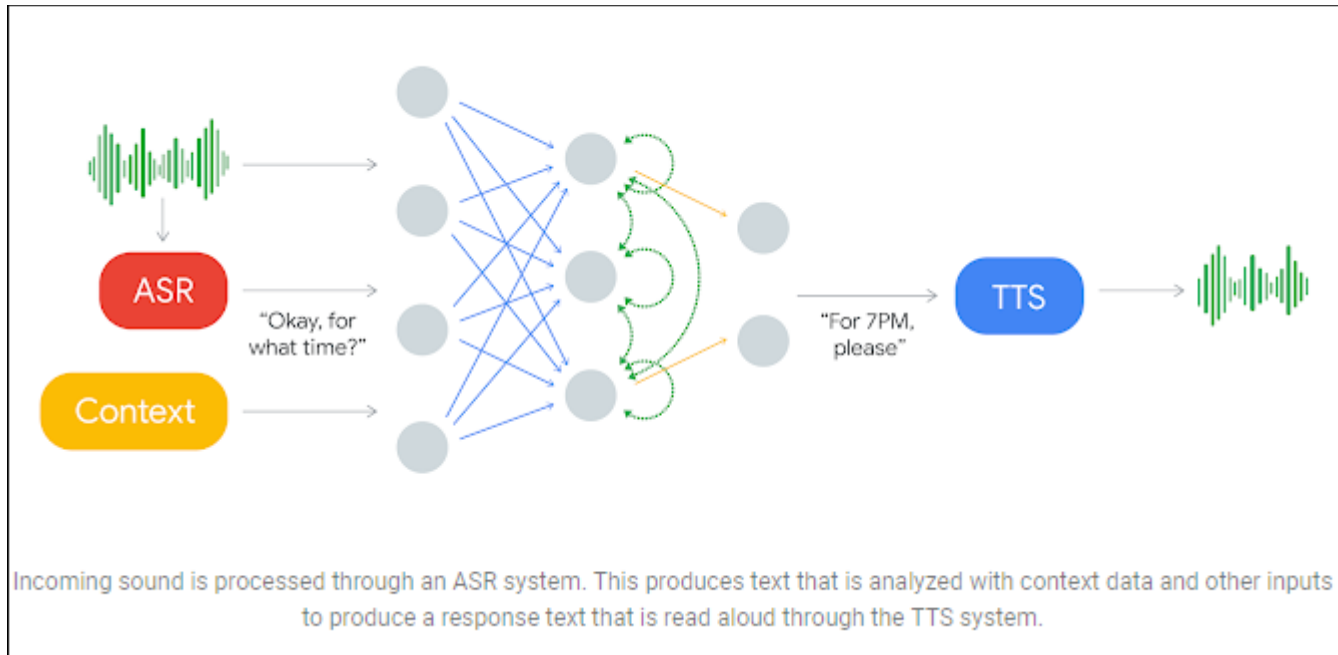 ASR
"Okay, for
what time?"
Context
"For 7PM,
please"
TTS
Incoming sound is processed through an ASR system. This produces text that is analyzed with context data and other inputs
to produce a response text that is read aloud through the TTS system.